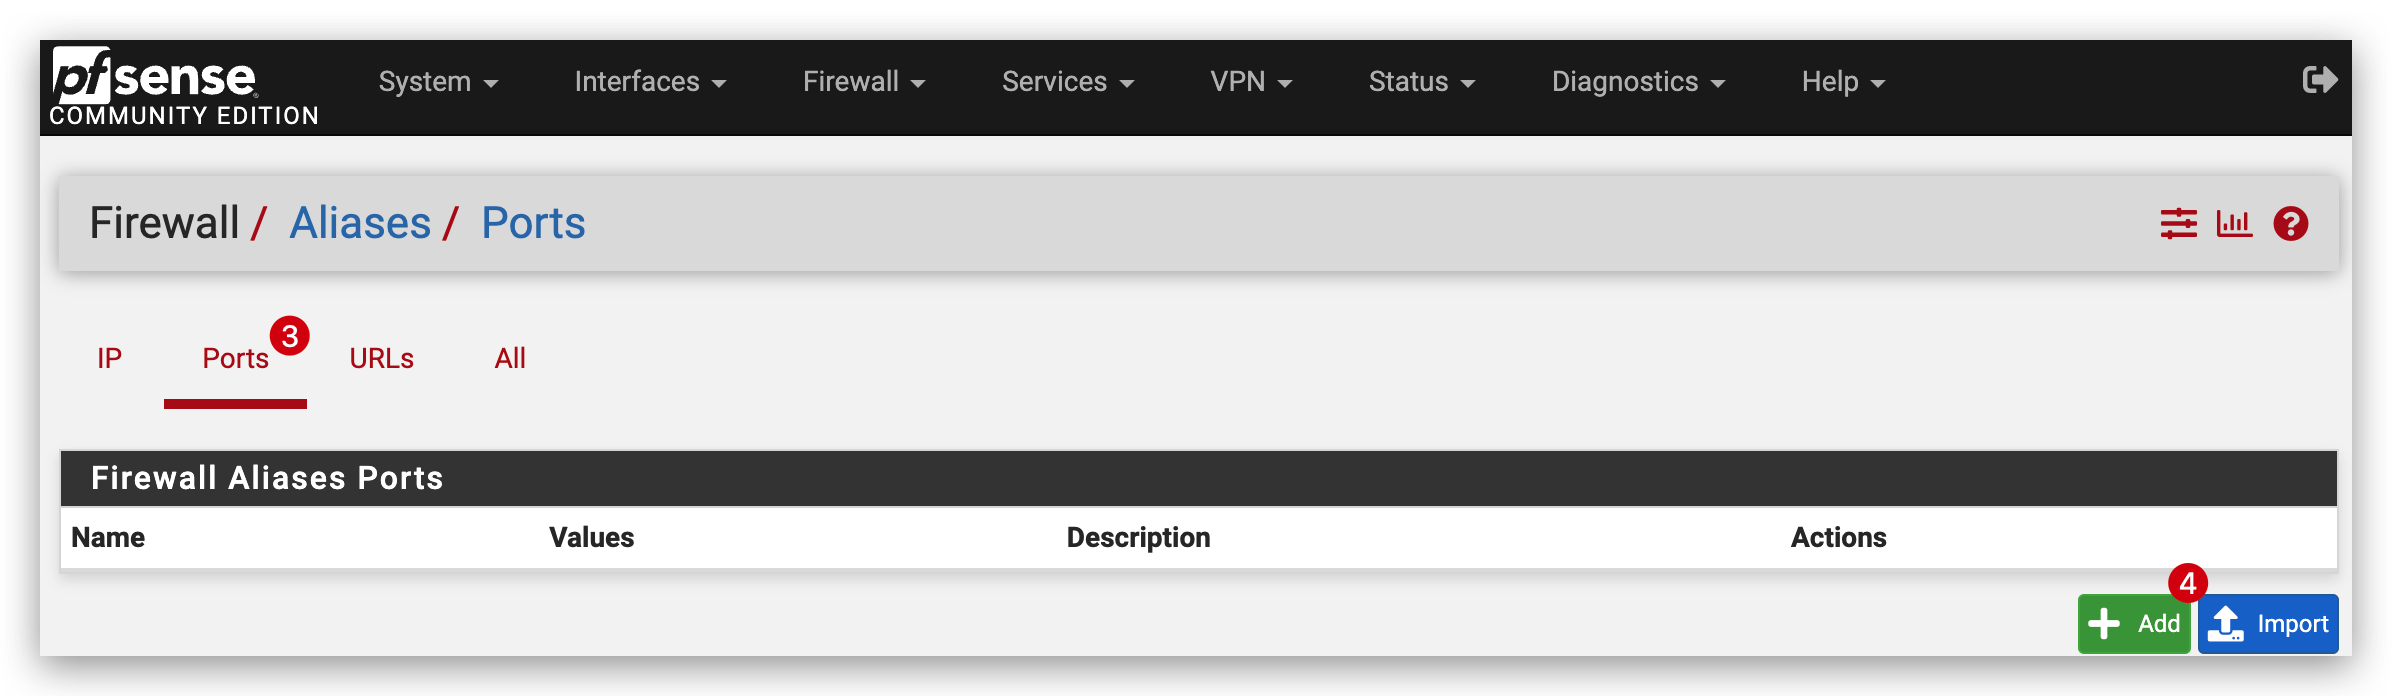 pfsense
COMMUNITY EDITION
System Interfaces Firewall Services VPN Status Diagnostics Help
Firewall / Aliases / Ports
IP Ports 3 URLs All
Firewall Aliases Ports
Name Values Description Actions
4
Add Import